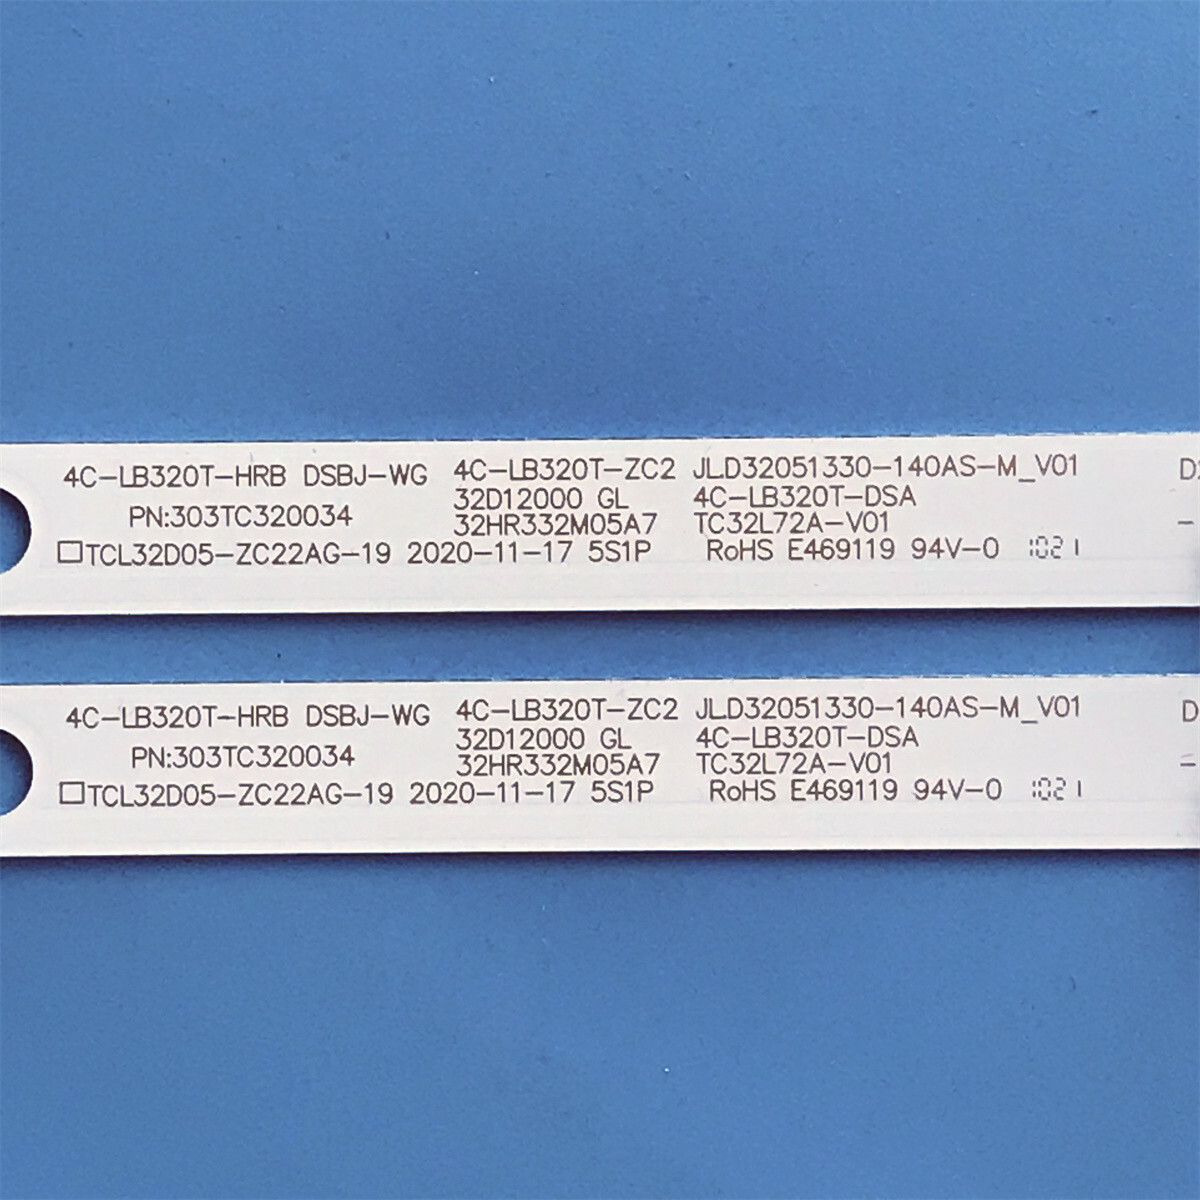 4C-LB320T-HRB DSBJ-WG
PN:303TC320034
□TCL32D05-ZC22AG-19 2020-11-17 5S1P
4C-LB320T-ZC2
32D12000 GL
32HR332M05A7
JLD32051330-140AS-M_V01
4C-LB320T-DSA
TC32L72A-V01
RoHS E469119 94V-0 1021
4C-LB320T-HRB DSBJ-WG
PN:303TC320034
□TCL32D05-ZC22AG-19 2020-11-17 5S1P
4C-LB320T-ZC2
32D12000 GL
32HR332M05A7
JLD32051330-140AS-M_V01
4C-LB320T-DSA
TC32L72A-V01
RoHS E469119 94V-0 1021